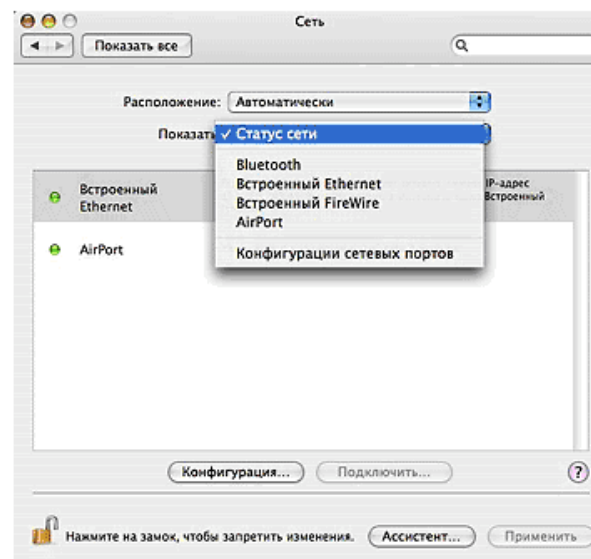 Сеть
Показать все
Расположение: Автоматически
Показать
✓ Статус сети
Bluetooth
Встроенный Ethernet
Встроенный FireWire
AirPort
Конфигурации сетевых портов
Встроенный
Ethernet
IP-адрес
Встроенный
AirPort
Конфигурация...
Подключить...
?
Нажмите на замок, чтобы запретить изменения.
Ассистент...
Применить